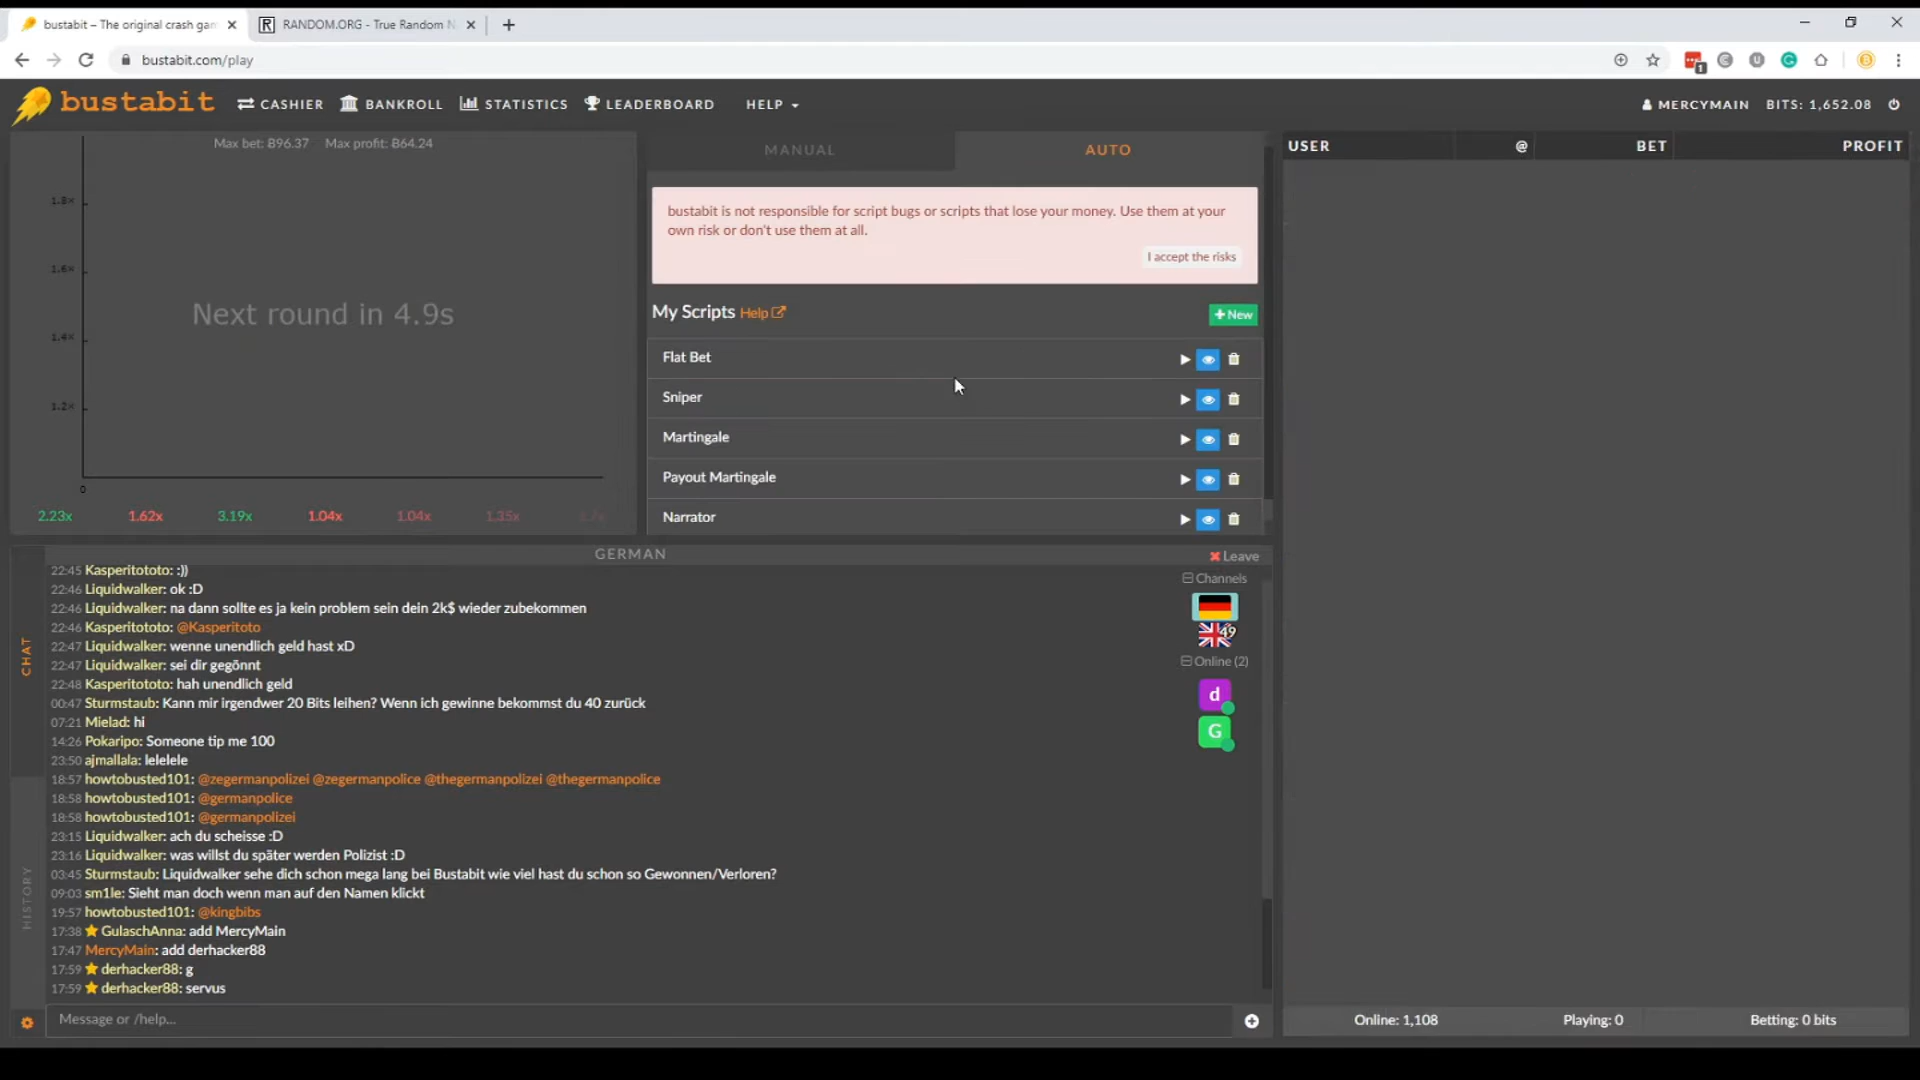 bustabit – The original crash gam
RANDOM.ORG - True Random N
bustabit.com/play
1
bustabit
CASHIER
BANKROLL
STATISTICS
LEADERBOARD
HELP
MERCYMAIN
BITS: 1,652.08
Max bet: Ƀ96.37 Max profit: Ƀ64.24
1.8×
1.6×
1.4×
1.2×
0
Next round in 4.9s
2.23x 1.62x 3.19x 1.04x 1.04x 1.35x
MANUAL
AUTO
bustabit is not responsible for script bugs or scripts that lose your money. Use them at your
own risk or don't use them at all.
I accept the risks
My Scripts Help
+ New
Flat Bet
Sniper
Martingale
Payout Martingale
Narrator
USER @ BET PROFIT
CHAT
HISTORY
GERMAN
Leave
22:45 Kasperitototo: :))
22:46 Liquidwalker: ok :D
22:46 Liquidwalker: na dann sollte es ja kein problem sein dein 2k$ wieder zubekommen
22:46 Kasperitototo: @Kasperitoto
22:47 Liquidwalker: wenne unendlich geld hast xD
22:47 Liquidwalker: sei dir gegönnt
22:48 Kasperitototo: hah unendlich geld
00:47 Sturmstaub: Kann mir irgendwer 20 Bits leihen? Wenn ich gewinne bekommst du 40 zurück
07:21 Mielad: hi
14:26 Pokaripo: Someone tip me 100
23:50 ajmallala: lelelele
18:57 howtobusted101: @zegermanpolizei @zegermanpolice @thegermanpolizei @thegermanpolice
18:58 howtobusted101: @germanpolice
18:58 howtobusted101: @germanpolizei
23:15 Liquidwalker: ach du scheisse :D
23:16 Liquidwalker: was willst du später werden Polizist :D
03:45 Sturmstaub: Liquidwalker sehe dich schon mega lang bei Bustabit wie viel hast du schon so Gewonnen/Verloren?
09:03 sm1le: Sieht man doch wenn man auf den Namen klickt
19:57 howtobusted101: @kingbibs
17:38 GulaschAnna: add MercyMain
17:47 MercyMain: add derhacker88
17:59 derhacker88: g
17:59 derhacker88: servus
Message or /help...
Channels
49
Online (2)
d
G
Online: 1,108
Playing: 0
Betting: 0 bits